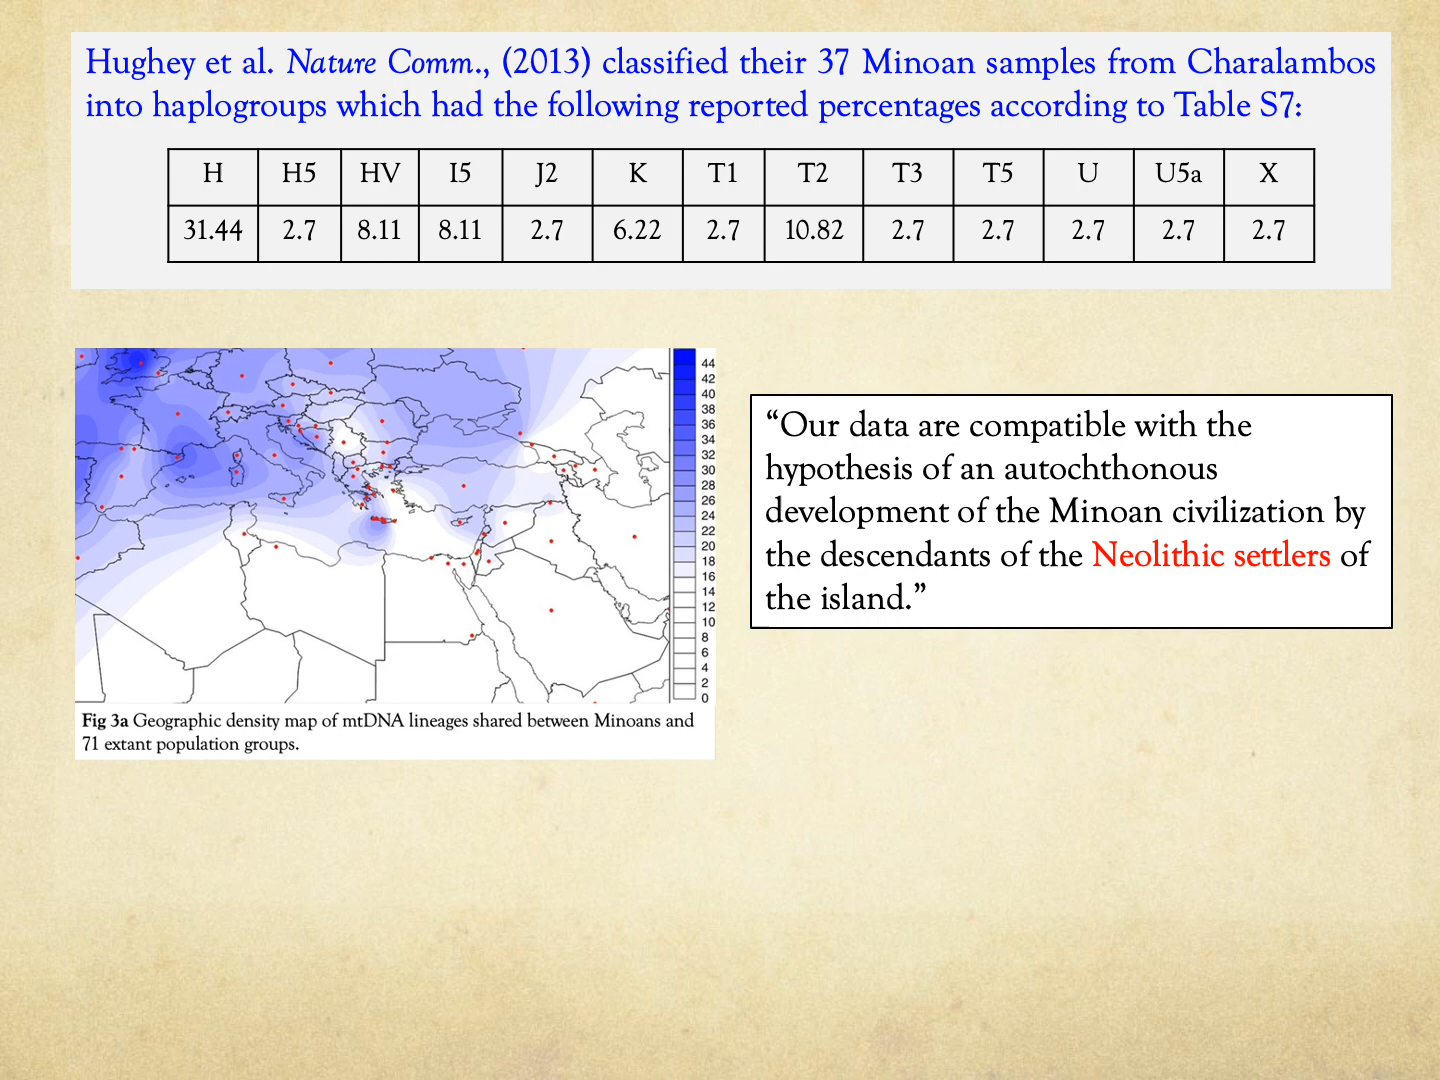 Hughey et al. Nature Comm., (2013) classified their 37 Minoan samples from Charalambos
into haplogroups which had the following reported percentages according to Table S7:
H H5 HV I5 J2 K T1 T2 T3 T5 U U5a X
31.44 2.7 8.11 8.11 2.7 6.22 2.7 10.82 2.7 2.7 2.7 2.7 2.7
44
42
40
38
36
34
32
30
28
26
24
22
20
18
16
14
12
10
8
6
4
2
0
Fig 3a Geographic density map of mtDNA lineages shared between Minoans and
71 extant population groups.
“Our data are compatible with the
hypothesis of an autochthonous
development of the Minoan civilization by
the descendants of the Neolithic settlers of
the island.”